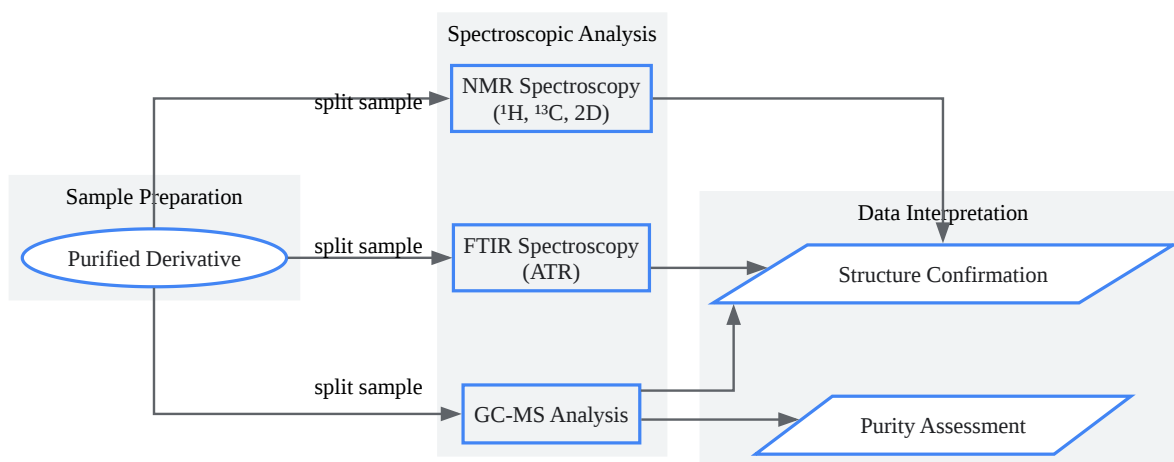 Spectroscopic Analysis
NMR Spectroscopy
(¹H, ¹³C, 2D)
split sample
Sample Preparation
Purified Derivative
split sample
FTIR Spectroscopy
(ATR)
Data Interpretation
Structure Confirmation
split sample
GC-MS Analysis
Purity Assessment